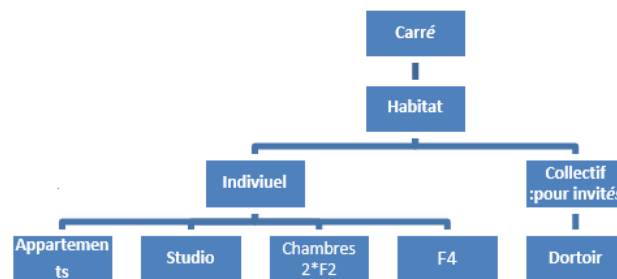 Carré
Habitat
Indiviuel
Collectif
:pour invités
Appartemen
ts
Studio
Chambres
2*F2
F4
Dortoir